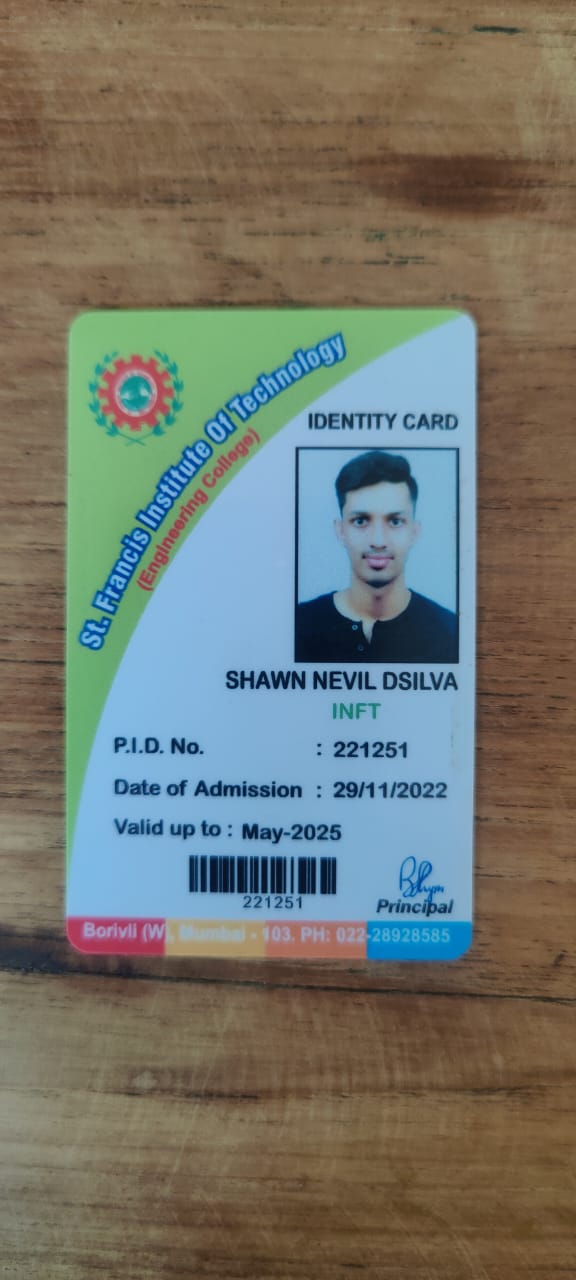 St. Francis Institute Of Technology
(Engineering College)
IDENTITY CARD
SHAWN NEVIL DSILVA
INFT
P.I.D. No. : 221251
Date of Admission : 29/11/2022
Valid up to : May-2025
221251
Principal
Borivli (W), Mumbai - 103. PH: 022-28928585